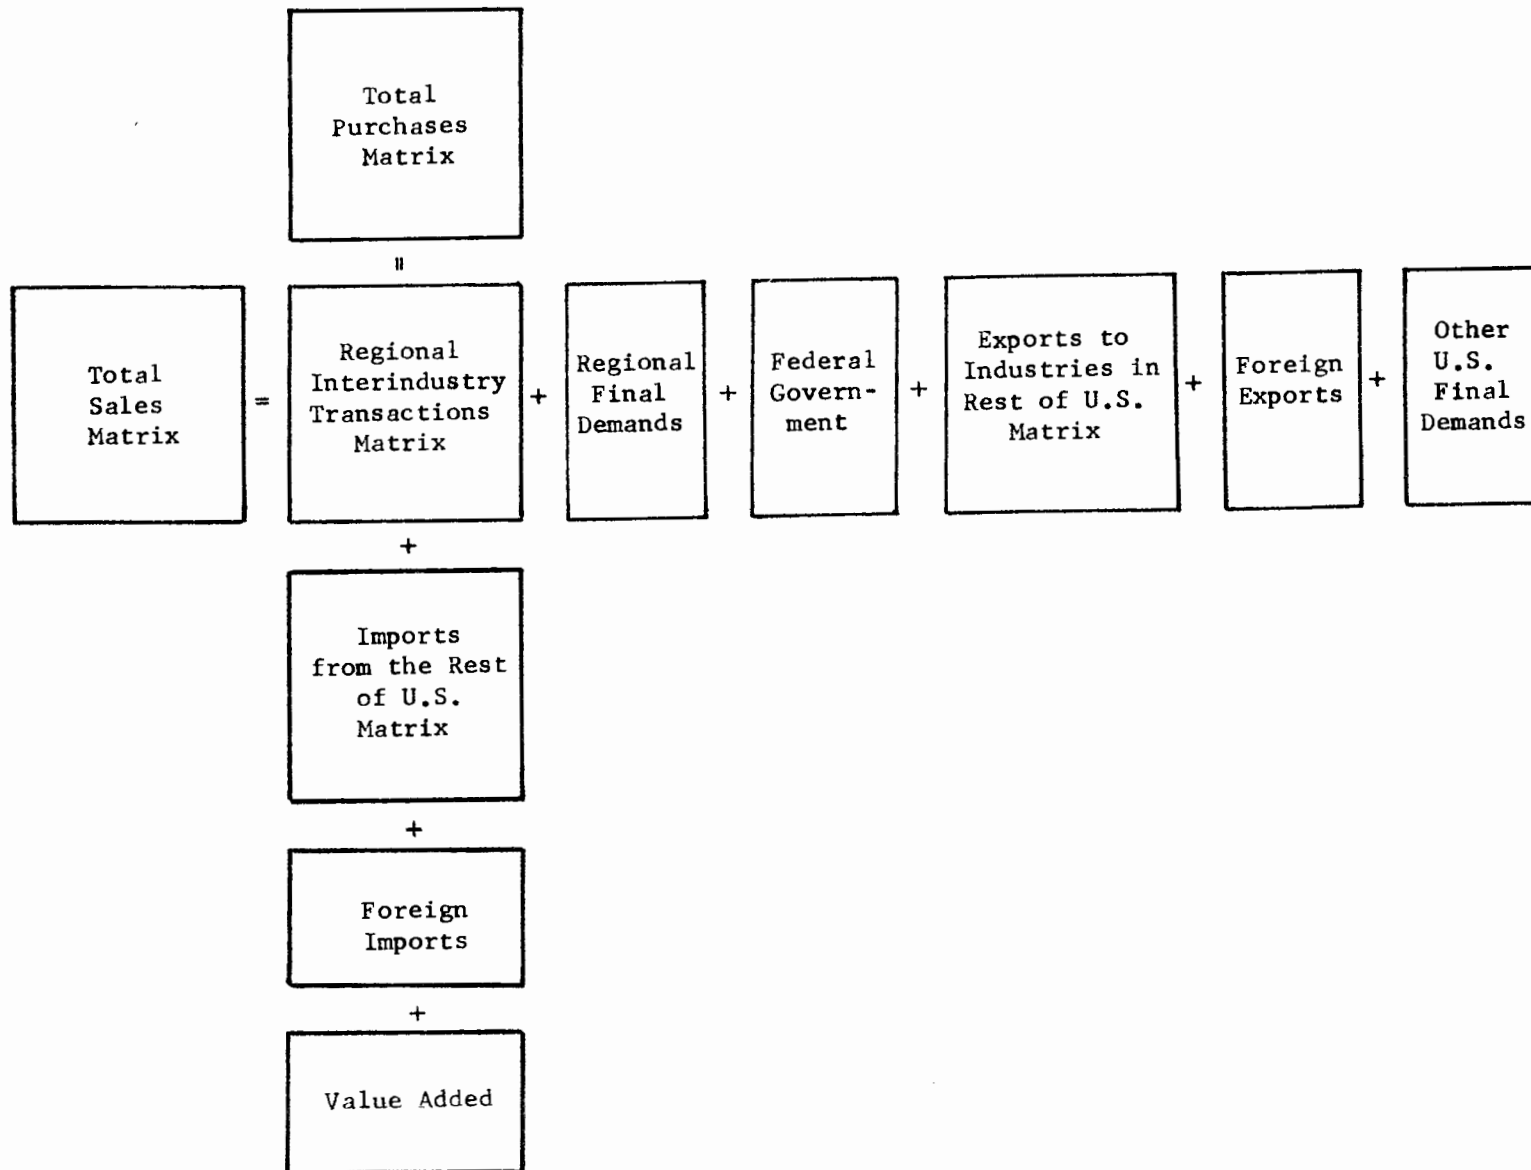 Total
Purchases
Matrix
=
Total
Sales
Matrix
=
Regional
Interindustry
Transactions
Matrix
+
Regional
Final
Demands
+
Federal
Govern-
ment
+
Exports to
Industries in
Rest of U.S.
Matrix
+
Foreign
Exports
+
Other
U.S.
Final
Demands
+
Imports
from the Rest
of U.S.
Matrix
+
Foreign
Imports
+
Value Added